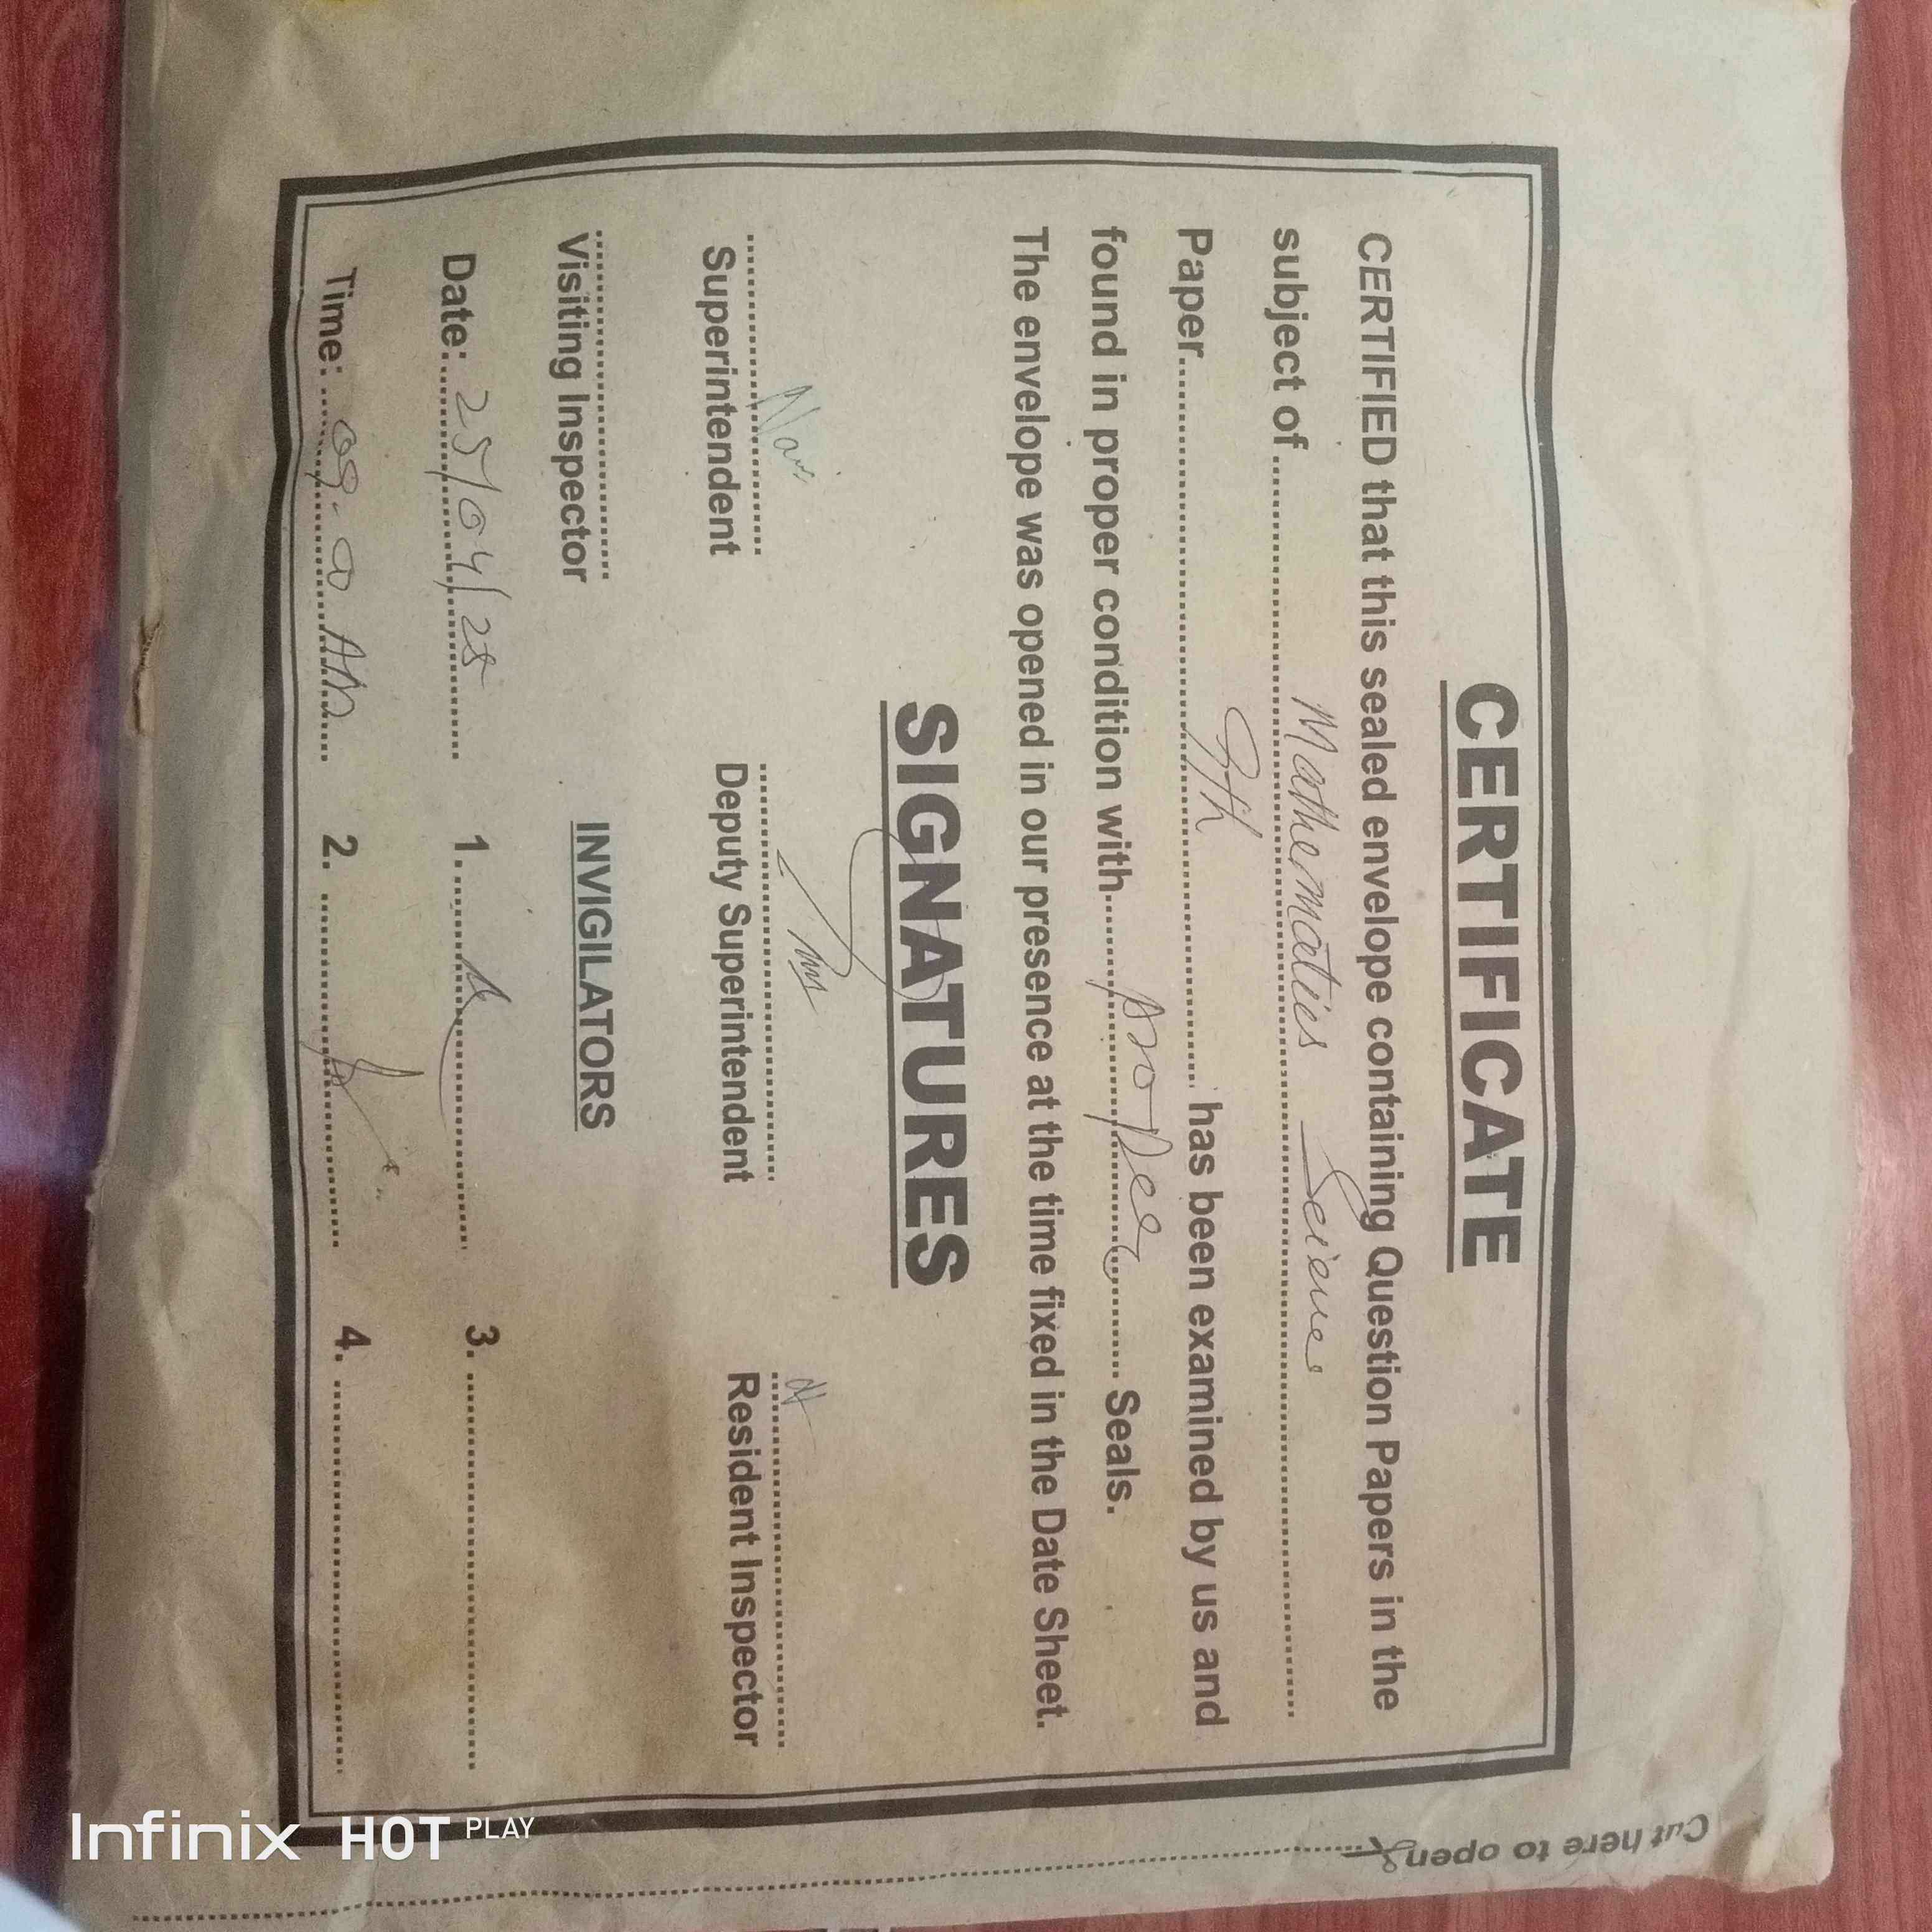 CERTIFICATE
CERTIFIED that this sealed envelope containing Question Papers in the
subject of Mathematics Science
Paper 9th has been examined by us and
found in proper condition with proper Seals.
The envelope was opened in our presence at the time fixed in the Date Sheet.
SIGNATURES
Superintendent Deputy Superintendent Resident Inspector
Visiting Inspector INVIGILATORS
Date: 25/04/25 1. 3.
Time: 09.00 AM 2. 4.
Cut here to open
Infinix HOT PLAY